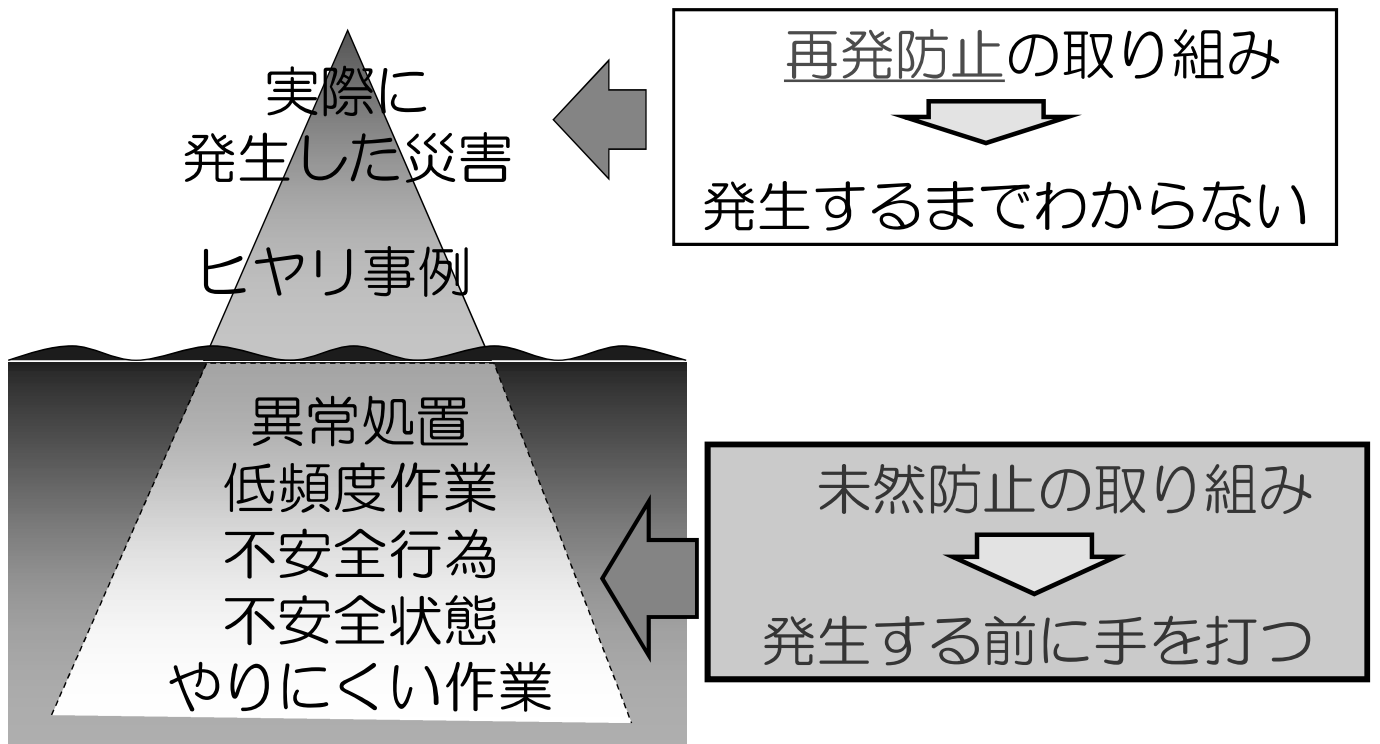 実際に
発生した災害
ヒヤリ事例
異常処置
低頻度作業
不安全行為
不安全状態
やりにくい作業
再発防止の取り組み
発生するまでわからない
未然防止の取り組み
発生する前に手を打つ